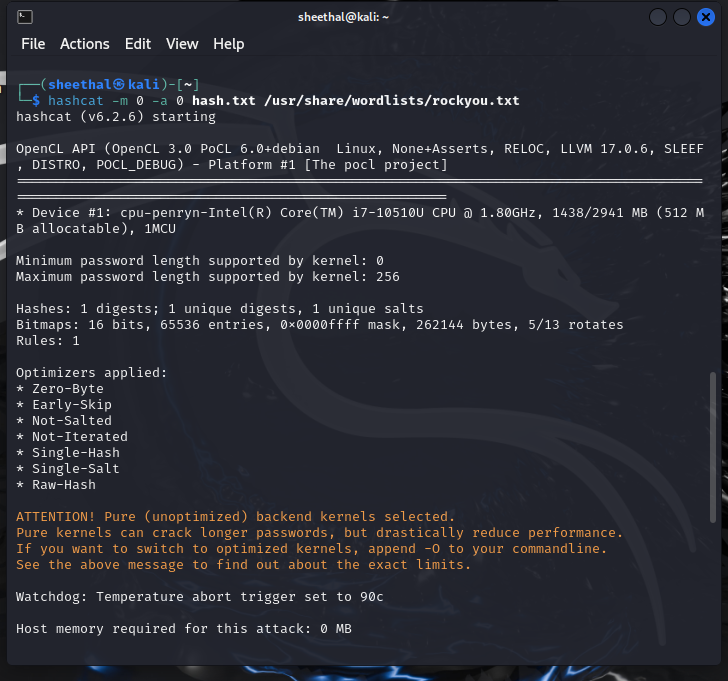 sheethal@kali: ~
File Actions Edit View Help
┌──(sheethal㉿kali)-[~]
└─$ hashcat -m 0 -a 0 hash.txt /usr/share/wordlists/rockyou.txt
hashcat (v6.2.6) starting
OpenCL API (OpenCL 3.0 PoCL 6.0+debian  Linux, None+Asserts, RELOC, LLVM 17.0.6, SLEEF
, DISTRO, POCL_DEBUG) - Platform #1 [The pocl project]
======================================================================================
======================================================
* Device #1: cpu-penryn-Intel(R) Core(TM) i7-10510U CPU @ 1.80GHz, 1438/2941 MB (512 M
B allocatable), 1MCU
Minimum password length supported by kernel: 0
Maximum password length supported by kernel: 256
Hashes: 1 digests; 1 unique digests, 1 unique salts
Bitmaps: 16 bits, 65536 entries, 0x0000ffff mask, 262144 bytes, 5/13 rotates
Rules: 1
Optimizers applied:
* Zero-Byte
* Early-Skip
* Not-Salted
* Not-Iterated
* Single-Hash
* Single-Salt
* Raw-Hash
ATTENTION! Pure (unoptimized) backend kernels selected.
Pure kernels can crack longer passwords, but drastically reduce performance.
If you want to switch to optimized kernels, append -O to your commandline.
See the above message to find out about the exact limits.
Watchdog: Temperature abort trigger set to 90c
Host memory required for this attack: 0 MB